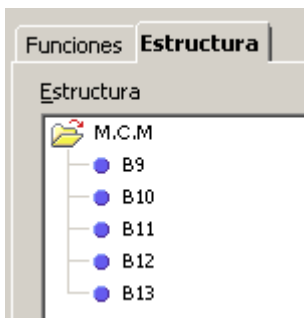 Funciones Estructura
Estructura
M.C.M
B9
B10
B11
B12
B13